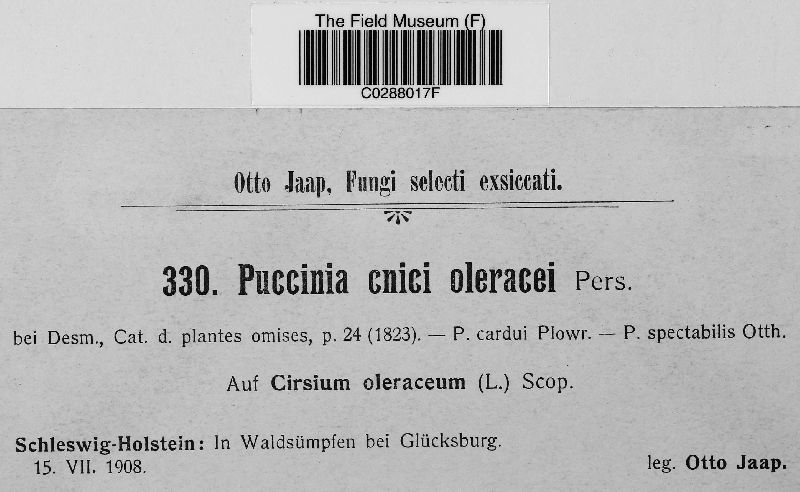 The Field Museum (F)
C0288017F
Otto Jaap, Fungi selecti exsiccati.
330. Puccinia cnici oleracei Pers.
bei Desm., Cat. d. plantes omises, p. 24 (1823). — P. cardui Plowr. — P. spectabilis Otth.
Auf Cirsium oleraceum (L.) Scop.
Schleswig-Holstein: In Waldsümpfen bei Glücksburg.
15. VII. 1908.
leg. Otto Jaap.